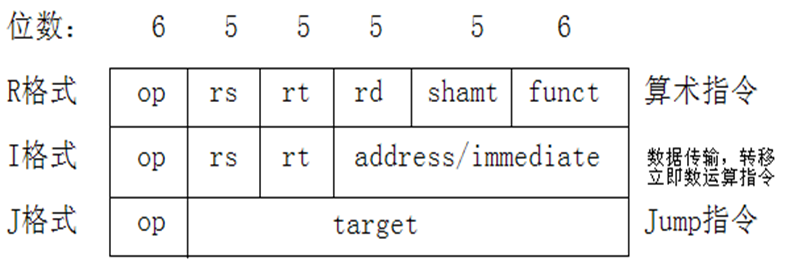 位数： 6 5 5 5 5 6
R格式 op rs rt rd shamt funct 算术指令
I格式 op rs rt address/immediate 数据传输，转移
立即数运算指令
J格式 op target Jump指令